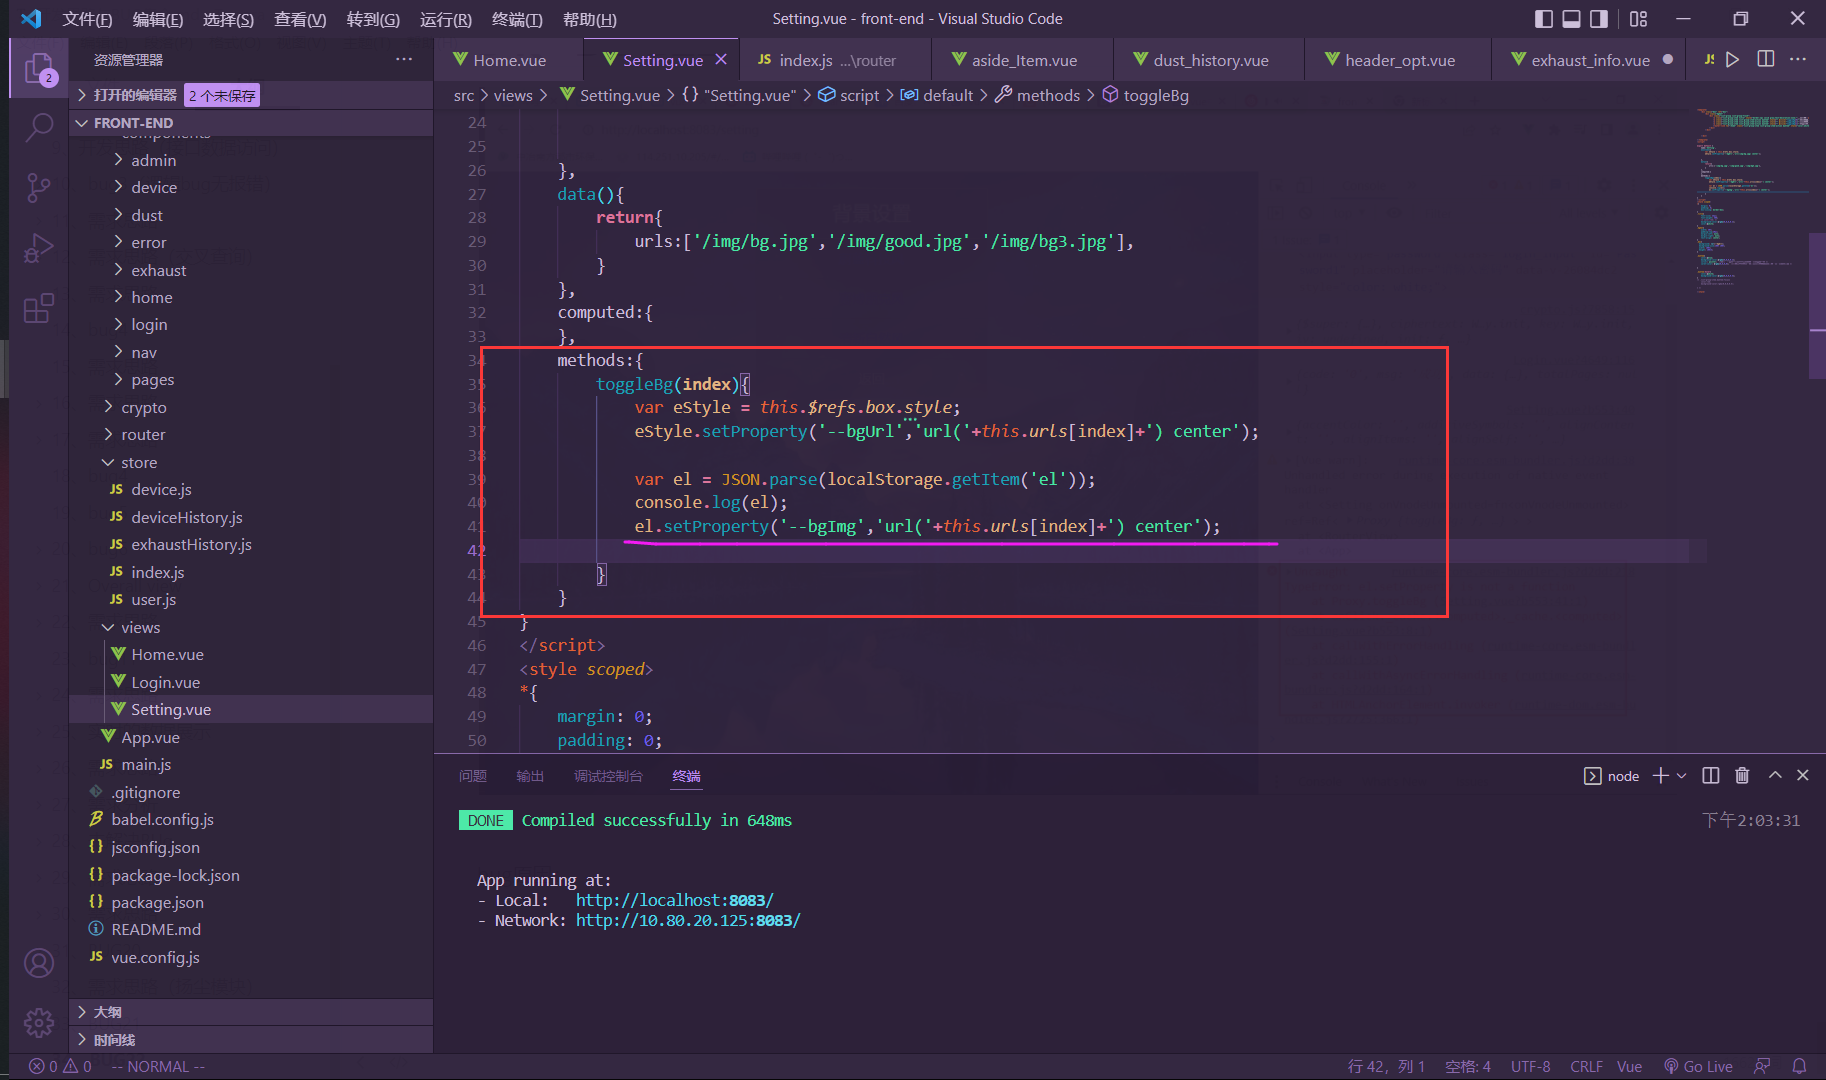 文件(F) 编辑(E) 选择(S) 查看(V) 转到(G) 运行(R) 终端(T) 帮助(H)
Setting.vue - front-end - Visual Studio Code
资源管理器
2
打开的编辑器 2 个未保存
FRONT-END
components
admin
device
dust
error
exhaust
home
login
nav
pages
crypto
router
store
JS device.js
JS deviceHistory.js
JS exhaustHistory.js
JS index.js
JS user.js
views
Home.vue
Login.vue
Setting.vue
App.vue
JS main.js
.gitignore
babel.config.js
{} jsconfig.json
{} package-lock.json
{} package.json
README.md
JS vue.config.js
大纲
时间线
Home.vue Setting.vue JS index.js ...\router aside_Item.vue dust_history.vue header_opt.vue exhaust_info.vue JS
src > views > Setting.vue > {} "Setting.vue" > script > default > methods > toggleBg
24
25
26 },
27 data(){
28 return{
29 urls:['/img/bg.jpg','/img/good.jpg','/img/bg3.jpg'],
30 }
31 },
32 computed:{
33 },
34 methods:{
35 toggleBg(index){
36 var eStyle = this.$refs.box.style;
37 eStyle.setProperty('--bgUrl','url('+this.urls[index]+') center');
38
39 var el = JSON.parse(localStorage.getItem('el'));
40 console.log(el);
41 el.setProperty('--bgImg','url('+this.urls[index]+') center');
42
43 }
44 }
45 }
46 </script>
47 <style scoped>
48 *{
49 margin: 0;
50 padding: 0;
问题 输出 调试控制台 终端
node
DONE Compiled successfully in 648ms 下午2:03:31
App running at:
- Local: http://localhost:8083/
- Network: http://10.80.20.125:8083/
0 0 -- NORMAL -- 行 42，列 1 空格: 4 UTF-8 CRLF Vue Go Live